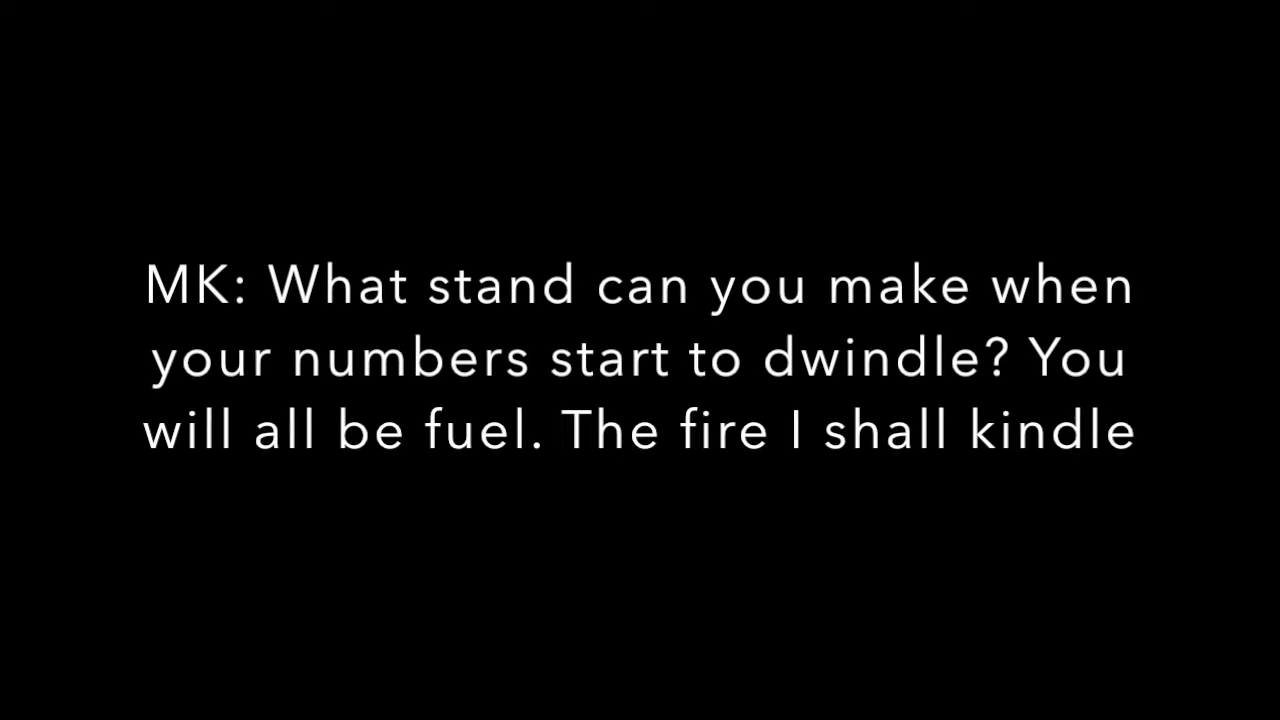 MK: What stand can you make when
your numbers start to dwindle? You
will all be fuel. The fire I shall kindle